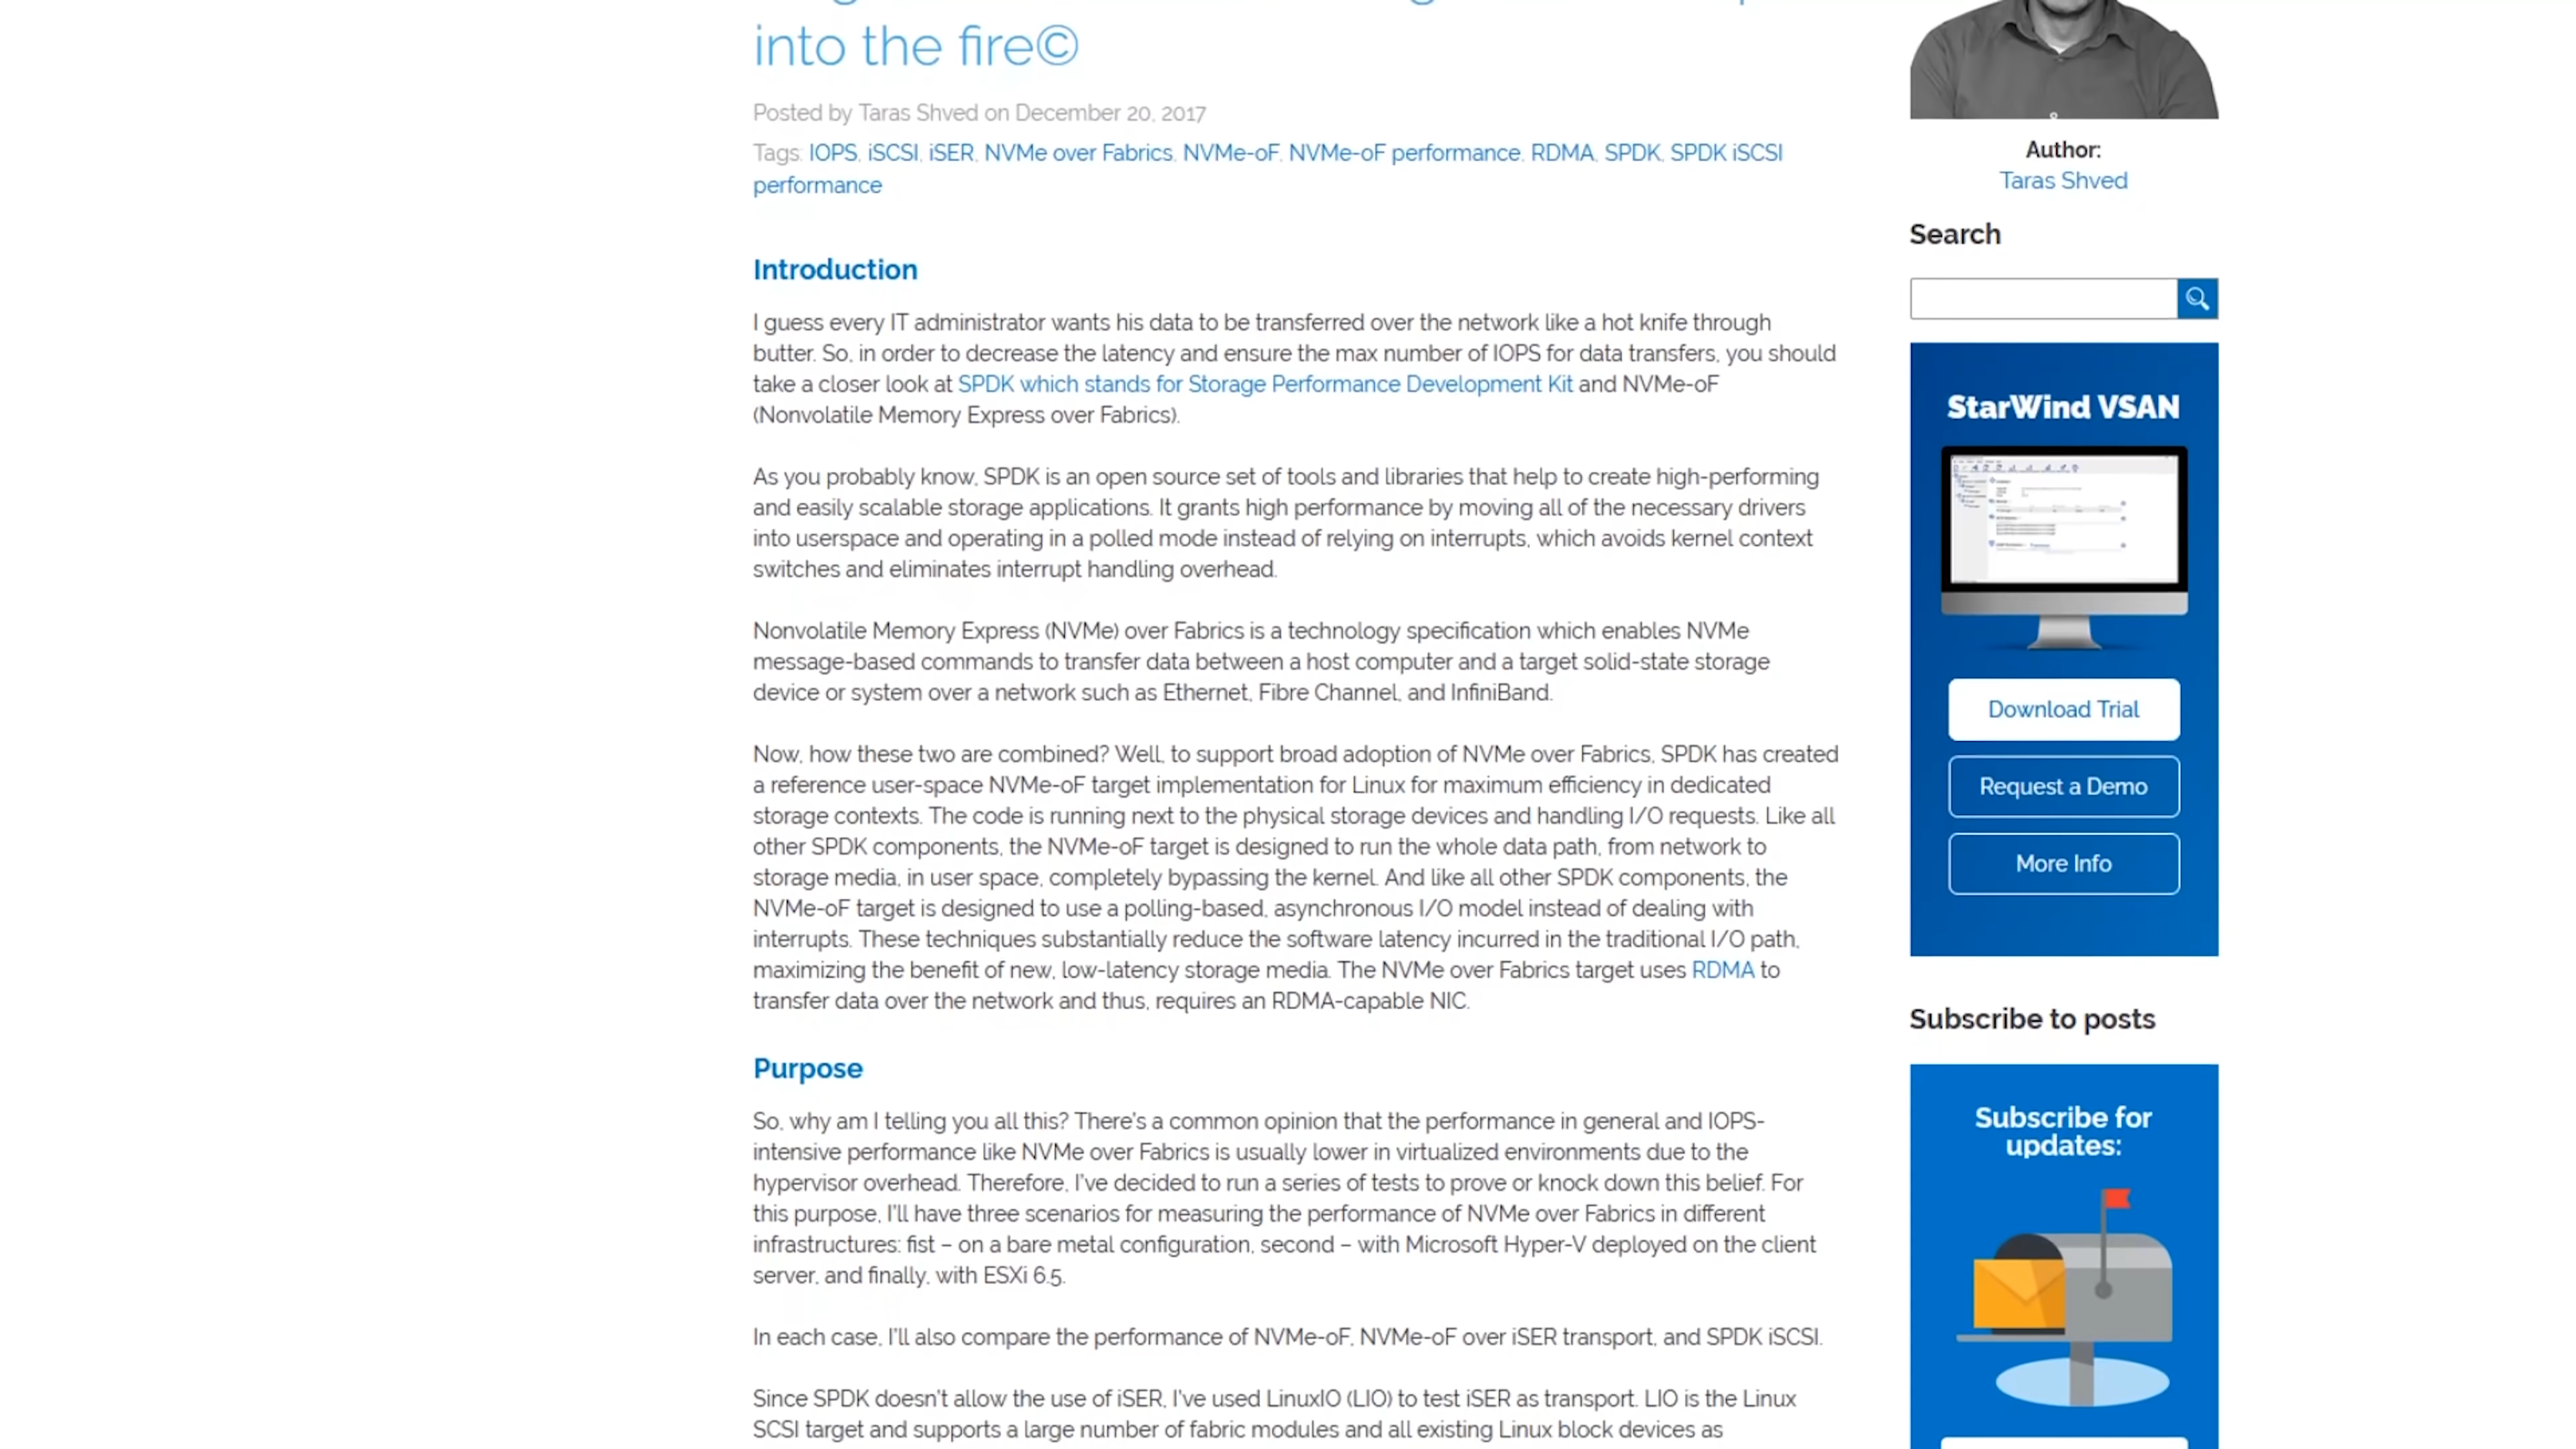 into the fire©
Posted by Taras Shved on December 20, 2017
Tags: IOPS, iSCSI, iSER, NVMe over Fabrics, NVMe-oF, NVMe-oF performance, RDMA, SPDK, SPDK iSCSI
performance
Introduction
I guess every IT administrator wants his data to be transferred over the network like a hot knife through
butter. So, in order to decrease the latency and ensure the max number of IOPS for data transfers, you should
take a closer look at SPDK which stands for Storage Performance Development Kit and NVMe-oF
(Nonvolatile Memory Express over Fabrics).
As you probably know, SPDK is an open source set of tools and libraries that help to create high-performing
and easily scalable storage applications. It grants high performance by moving all of the necessary drivers
into userspace and operating in a polled mode instead of relying on interrupts, which avoids kernel context
switches and eliminates interrupt handling overhead.
Nonvolatile Memory Express (NVMe) over Fabrics is a technology specification which enables NVMe
message-based commands to transfer data between a host computer and a target solid-state storage
device or system over a network such as Ethernet, Fibre Channel, and InfiniBand.
Now, how these two are combined? Well, to support broad adoption of NVMe over Fabrics, SPDK has created
a reference user-space NVMe-oF target implementation for Linux for maximum efficiency in dedicated
storage contexts. The code is running next to the physical storage devices and handling I/O requests. Like all
other SPDK components, the NVMe-oF target is designed to run the whole data path, from network to
storage media, in user space, completely bypassing the kernel. And like all other SPDK components, the
NVMe-oF target is designed to use a polling-based, asynchronous I/O model instead of dealing with
interrupts. These techniques substantially reduce the software latency incurred in the traditional I/O path,
maximizing the benefit of new, low-latency storage media. The NVMe over Fabrics target uses RDMA to
transfer data over the network and thus, requires an RDMA-capable NIC.
Purpose
So, why am I telling you all this? There's a common opinion that the performance in general and IOPS-
intensive performance like NVMe over Fabrics is usually lower in virtualized environments due to the
hypervisor overhead. Therefore, I've decided to run a series of tests to prove or knock down this belief. For
this purpose, I'll have three scenarios for measuring the performance of NVMe over Fabrics in different
infrastructures: fist – on a bare metal configuration, second – with Microsoft Hyper-V deployed on the client
server, and finally, with ESXi 6.5.
In each case, I'll also compare the performance of NVMe-oF, NVMe-oF over iSER transport, and SPDK iSCSI.
Since SPDK doesn't allow the use of iSER, I've used LinuxIO (LIO) to test iSER as transport. LIO is the Linux
SCSI target and supports a large number of fabric modules and all existing Linux block devices as
Author:
Taras Shved
Search
StarWind VSAN
Download Trial
Request a Demo
More Info
Subscribe to posts
Subscribe for
updates: